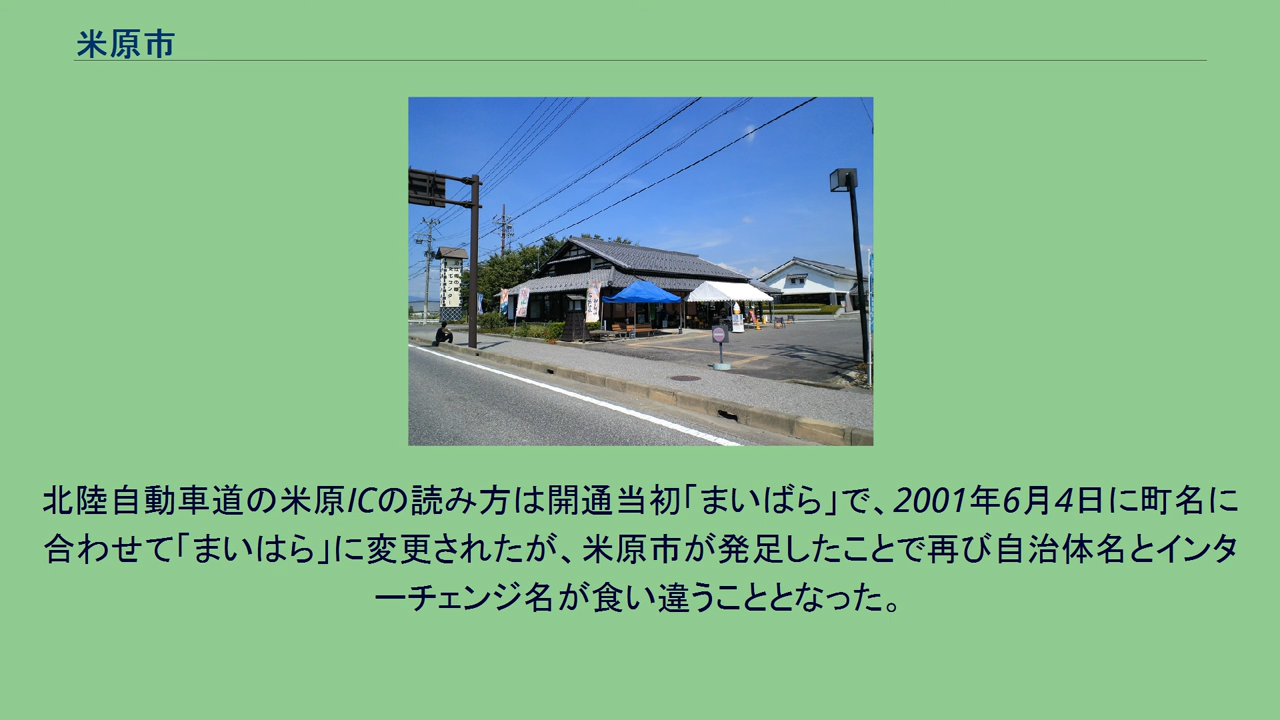 米原市
北陸自動車道の米原ICの読み方は開通当初｢まいばら｣で､2001年6月4日に町名に
合わせて｢まいはら｣に変更されたが､米原市が発足したことで再び自治体名とインタ
ーチェンジ名が食い違うこととなった｡